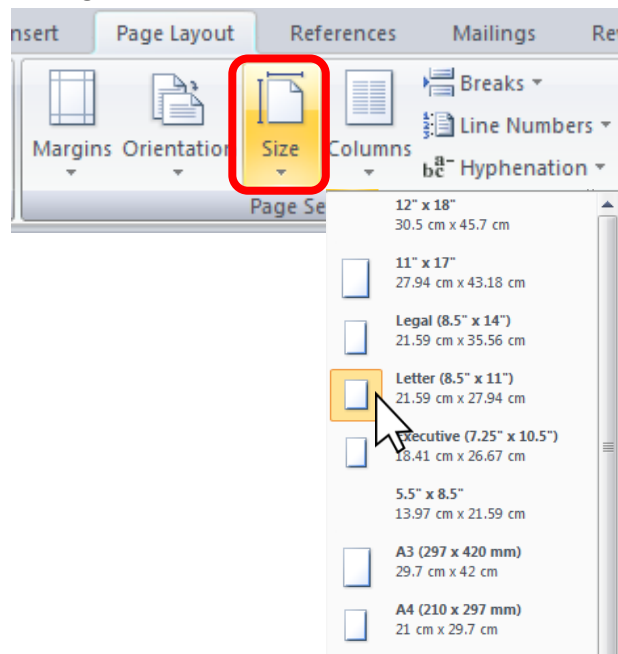 nsert Page Layout References Mailings Re
Breaks
Line Numbers
Margins Orientation Size Columns
Hyphenation
Page Se
12" x 18"
30.5 cm x 45.7 cm
11" x 17"
27.94 cm x 43.18 cm
Legal (8.5" x 14")
21.59 cm x 35.56 cm
Letter (8.5" x 11")
21.59 cm x 27.94 cm
Executive (7.25" x 10.5")
18.41 cm x 26.67 cm
5.5" x 8.5"
13.97 cm x 21.59 cm
A3 (297 x 420 mm)
29.7 cm x 42 cm
A4 (210 x 297 mm)
21 cm x 29.7 cm